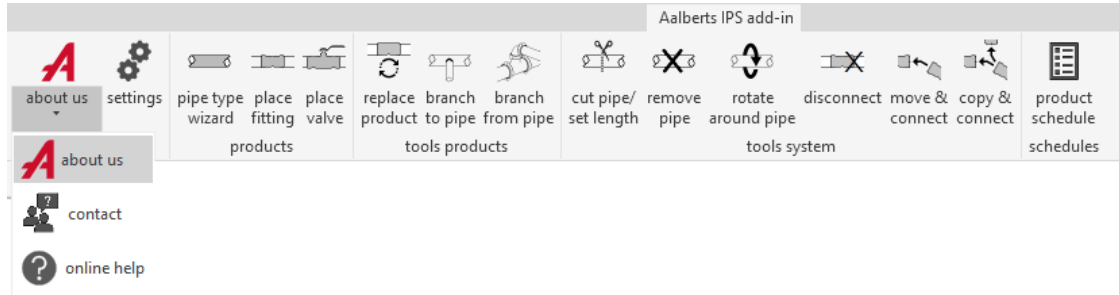 Aalberts IPS add-in
about us settings pipe type place place replace branch branch cut pipe/ remove rotate disconnect move & copy & product
wizard fitting valve product to pipe from pipe set length pipe around pipe connect connect schedule
products tools products tools system schedules
about us
?
contact
?
online help